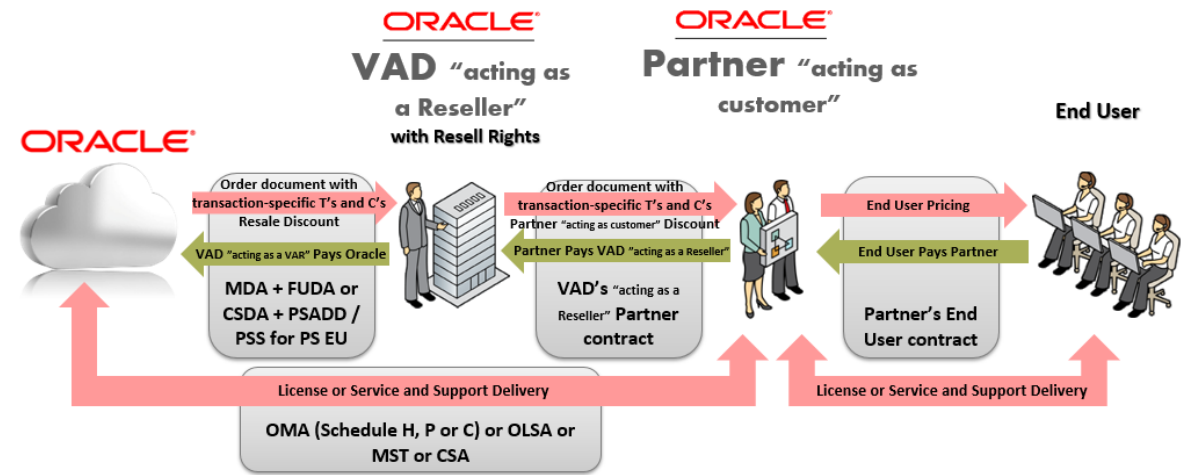 ORACLE
VAD "acting as
a Reseller"
with Resell Rights
ORACLE
Partner "acting as
customer"
End User
ORACLE
Order document with
transaction-specific T's and C's
Resale Discount
VAD "acting as a VAR" Pays Oracle
MDA + FUDA or
CSDA + PSADD /
PSS for PS EU
Order document with
transaction-specific T's and C's
Partner "acting as customer" Discount
Partner Pays VAD "acting as a Reseller"
VAD's "acting as a
Reseller" Partner
contract
End User Pricing
End User Pays Partner
Partner's End
User contract
License or Service and Support Delivery
License or Service and Support Delivery
OMA (Schedule H, P or C) or OLSA or
MST or CSA